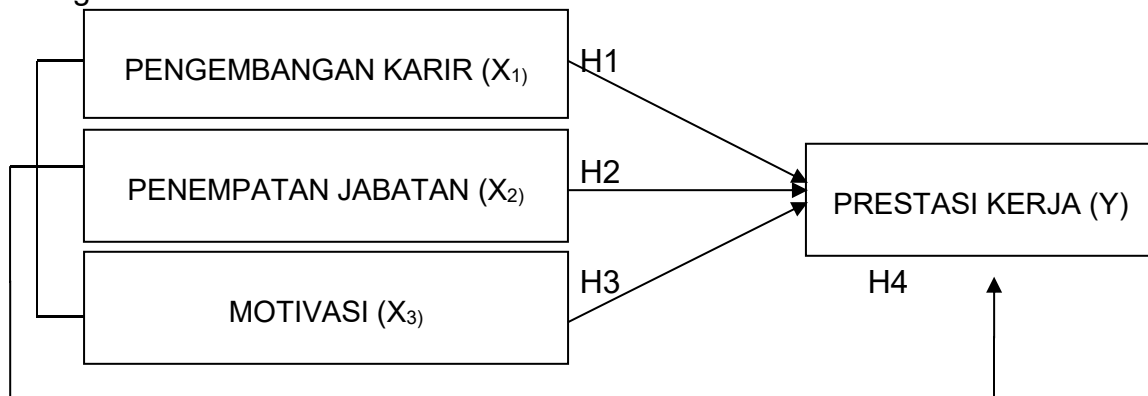 PENGEMBANGAN KARIR (X1)
H1
PENEMPATAN JABATAN (X2)
H2
PRESTASI KERJA (Y)
MOTIVASI (X3)
H3
H4